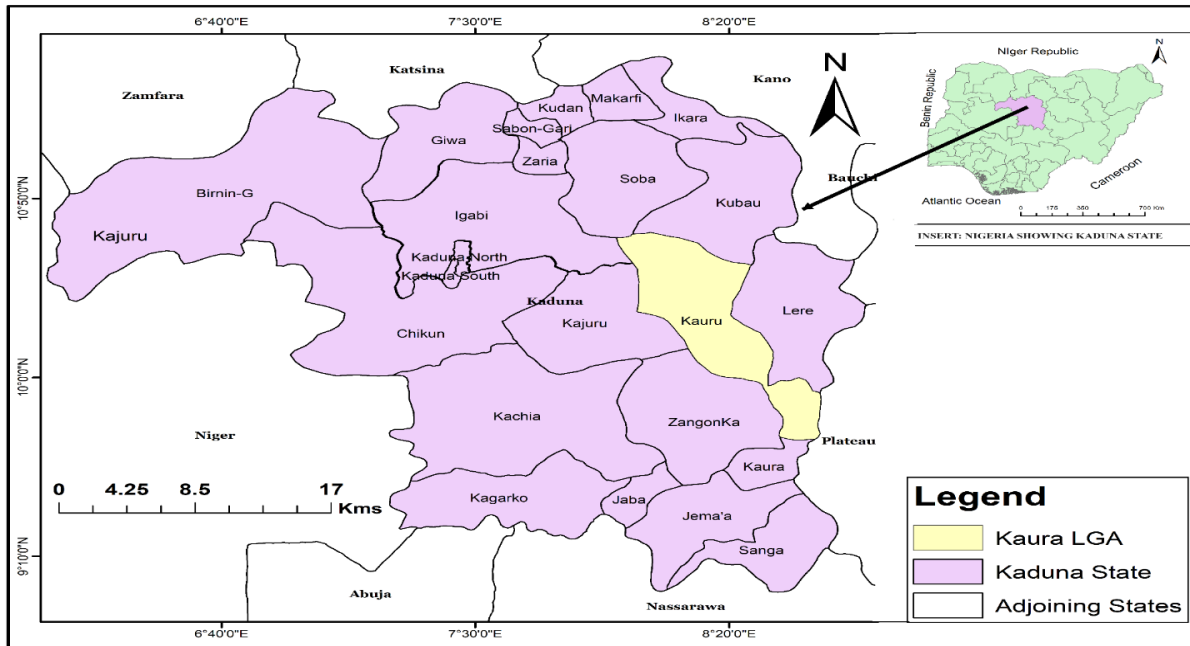 6°40'0"E 7°30'0"E 8°20'0"E
10°50'0"N
10°0'0"N
9°10'0"N
Katsina
Kano
Zamfara
N
Makarfi
Kudan
Ikara
Sabon-Gari
Giwa
Zaria
Soba
Bauchi
Birnin-G
Kubau
Igabi
Kajuru
Kaduna North
Kaduna South
Kaduna
Lere
Chikun
Kajuru
Kauru
Kachia
ZangonKa
Niger
Plateau
Kaura
Kagarko
Jaba
Jema'a
Sanga
Abuja
Nassarawa
0 4.25 8.5 17
Kms
6°40'0"E 7°30'0"E 8°20'0"E
N
NIger Republic
Benin Republic
Cameroon
Atlantic Ocean
0 175 350 700 Km
INSERT: NIGERIA SHOWING KADUNA STATE
Legend
Kaura LGA
Kaduna State
Adjoining States